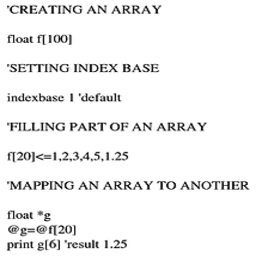 'CREATING AN ARRAY
float f[100]
'SETTING INDEX BASE
indexbase 1 'default
'FILLING PART OF AN ARRAY
f[20]<=1,2,3,4,5,1.25
'MAPPING AN ARRAY TO ANOTHER
float *g
@g=@f[20]
print g[6] 'result 1.25